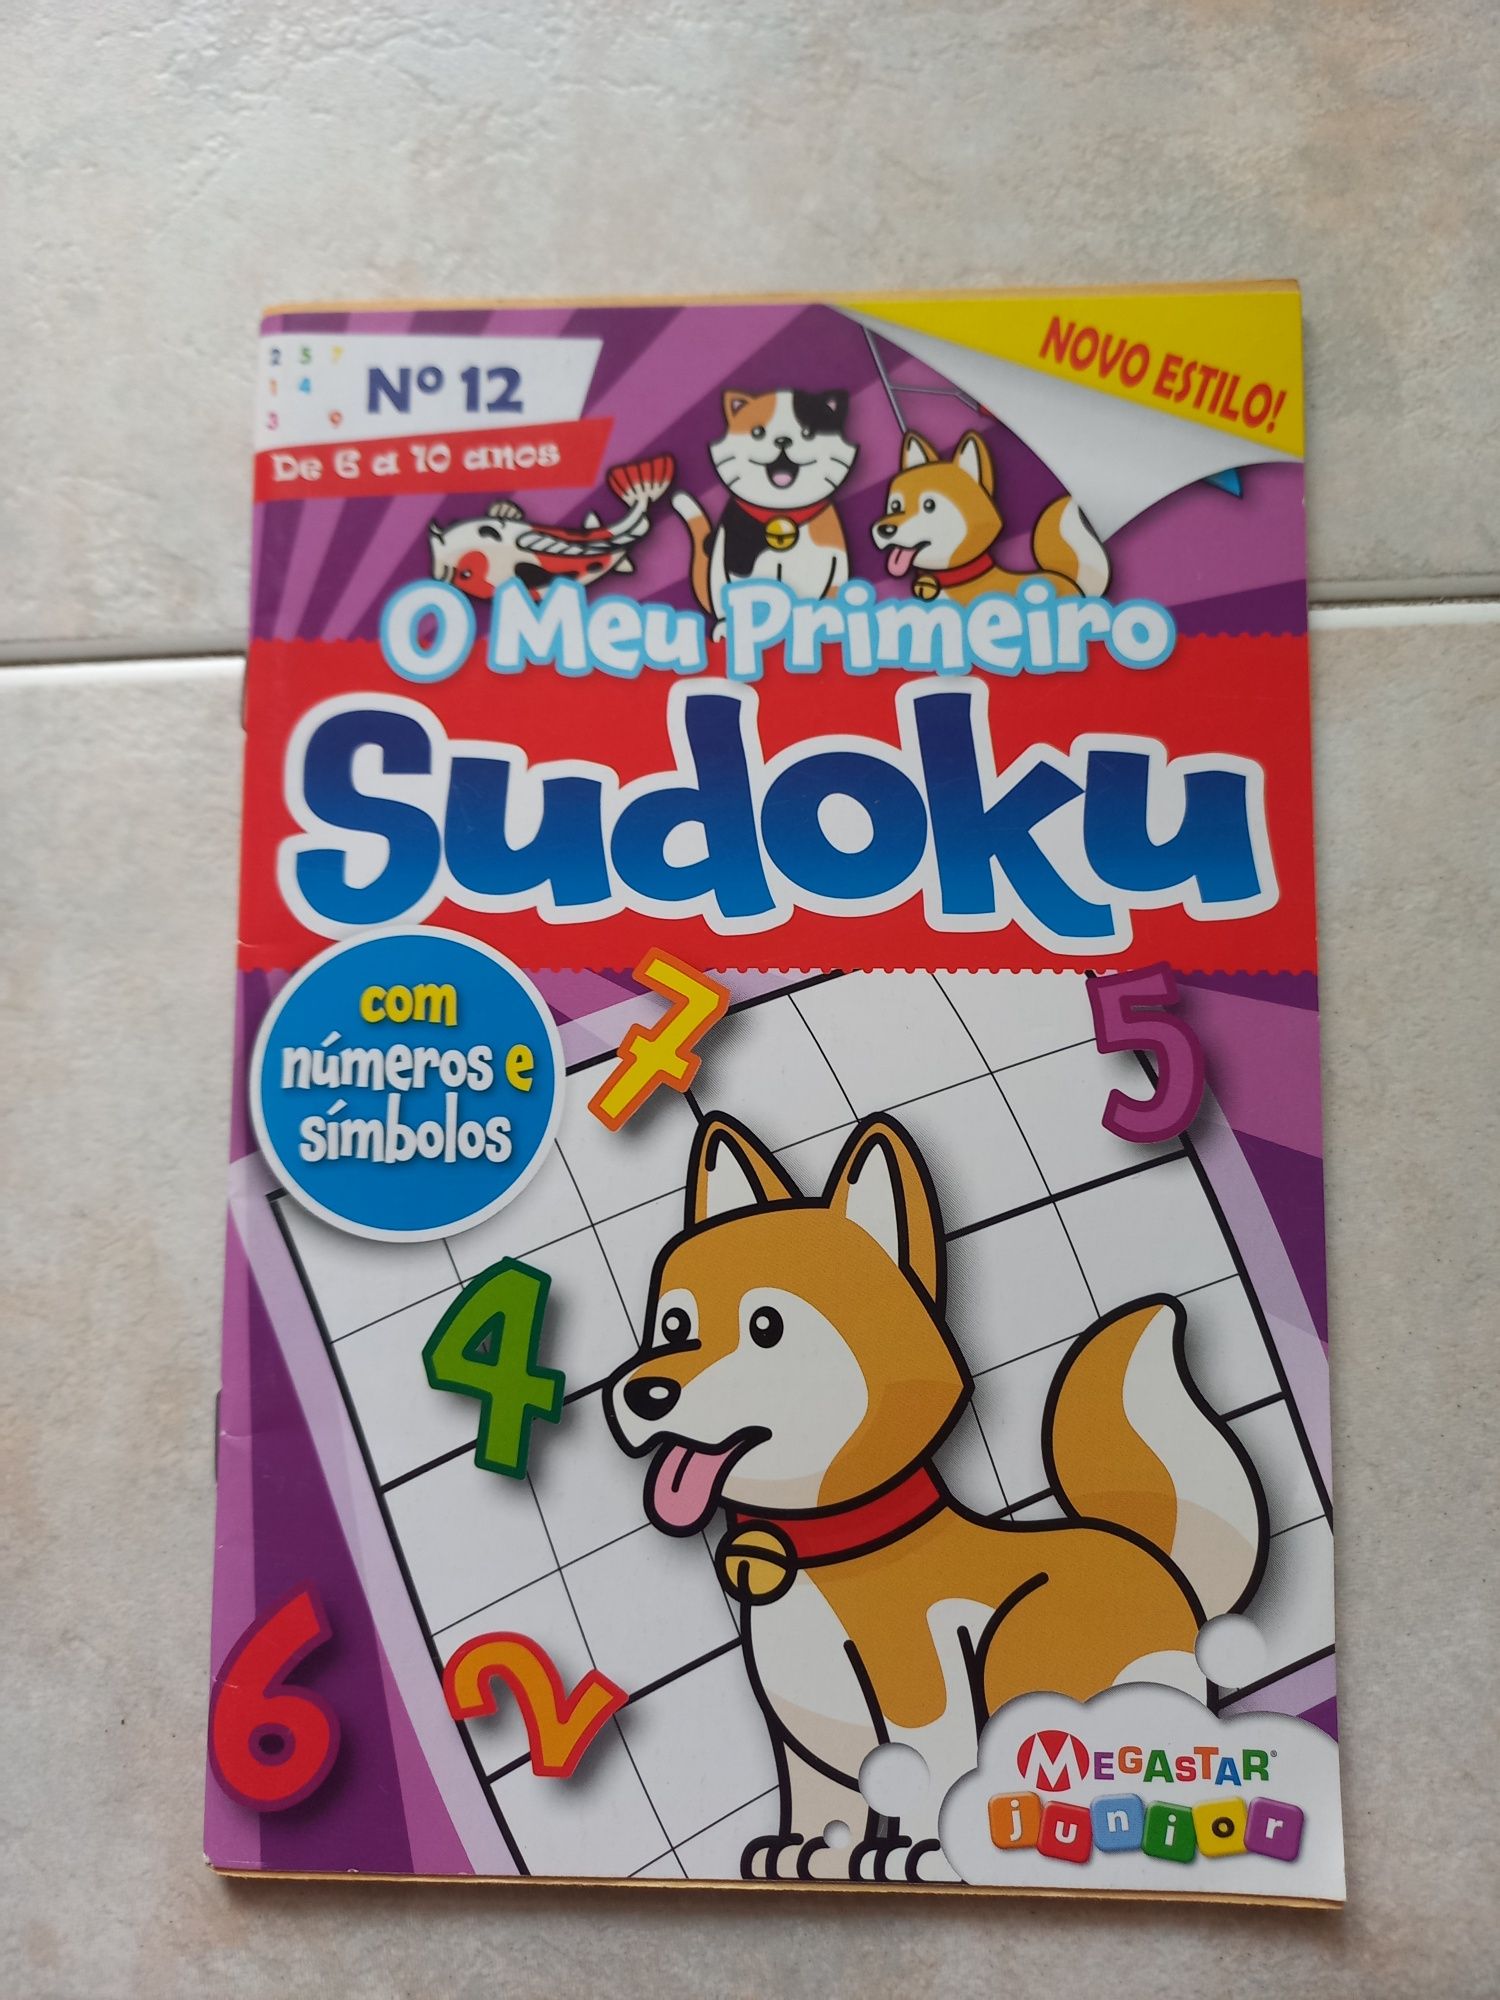 2 5 7
1 4
3 9
Nº 12
De 6 a 10 anos
NOVO ESTILO!
O Meu Primeiro
Sudoku
com
números e
símbolos
7
5
4
6
2
MEGASTAR®
junior